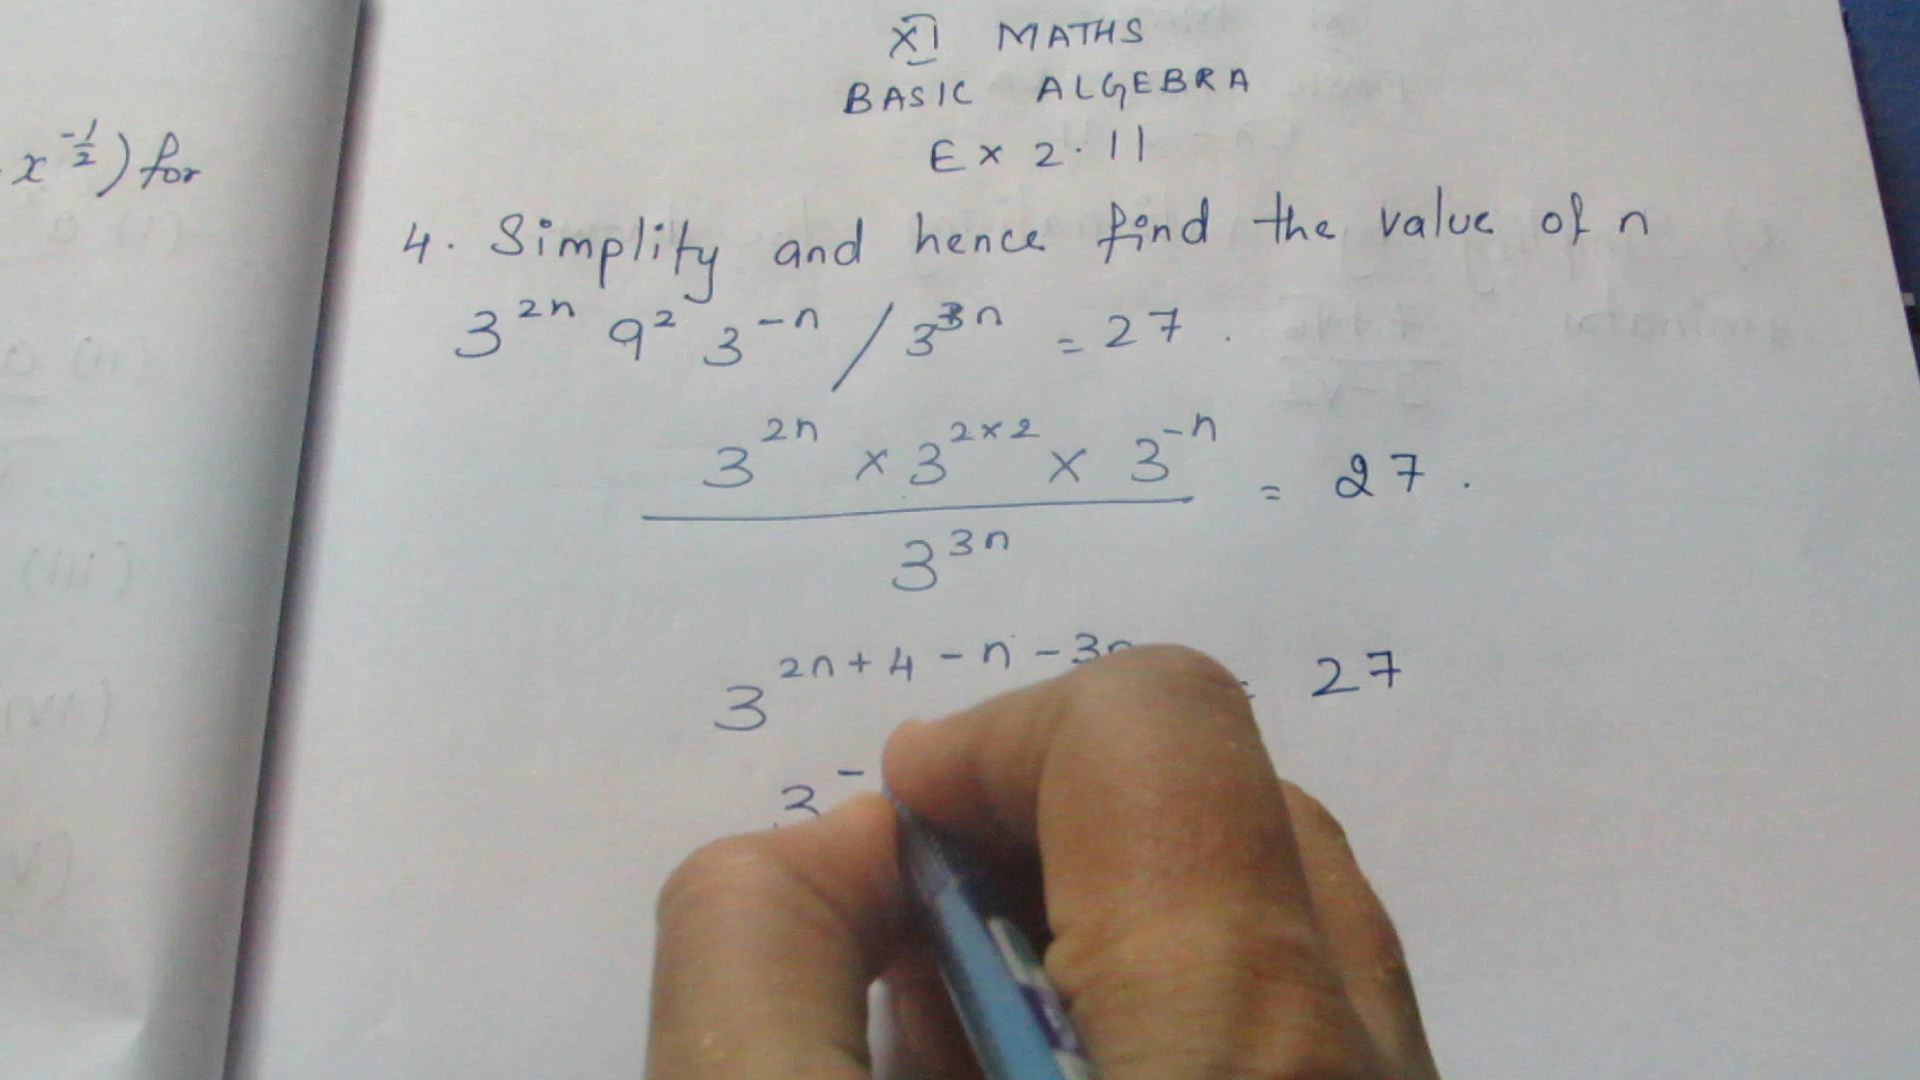 x^{-1/2}) for
XI MATHS
BASIC ALGEBRA
Ex 2.11
4. Simplity and hence find the value of n
3^{2n} 9^2 3^{-n} / 3^{3n} = 27.
3^{2n} × 3^{2×2} × 3^{-n} = 27.
3^{3n}
3^{2n+4-n-3n} = 27
3^{-